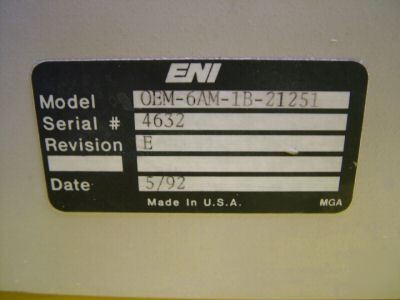 ENI
Model OEM-6AM-1B-21251
Serial # 4632
Revision E
Date 5/92
Made In U.S.A. MGA